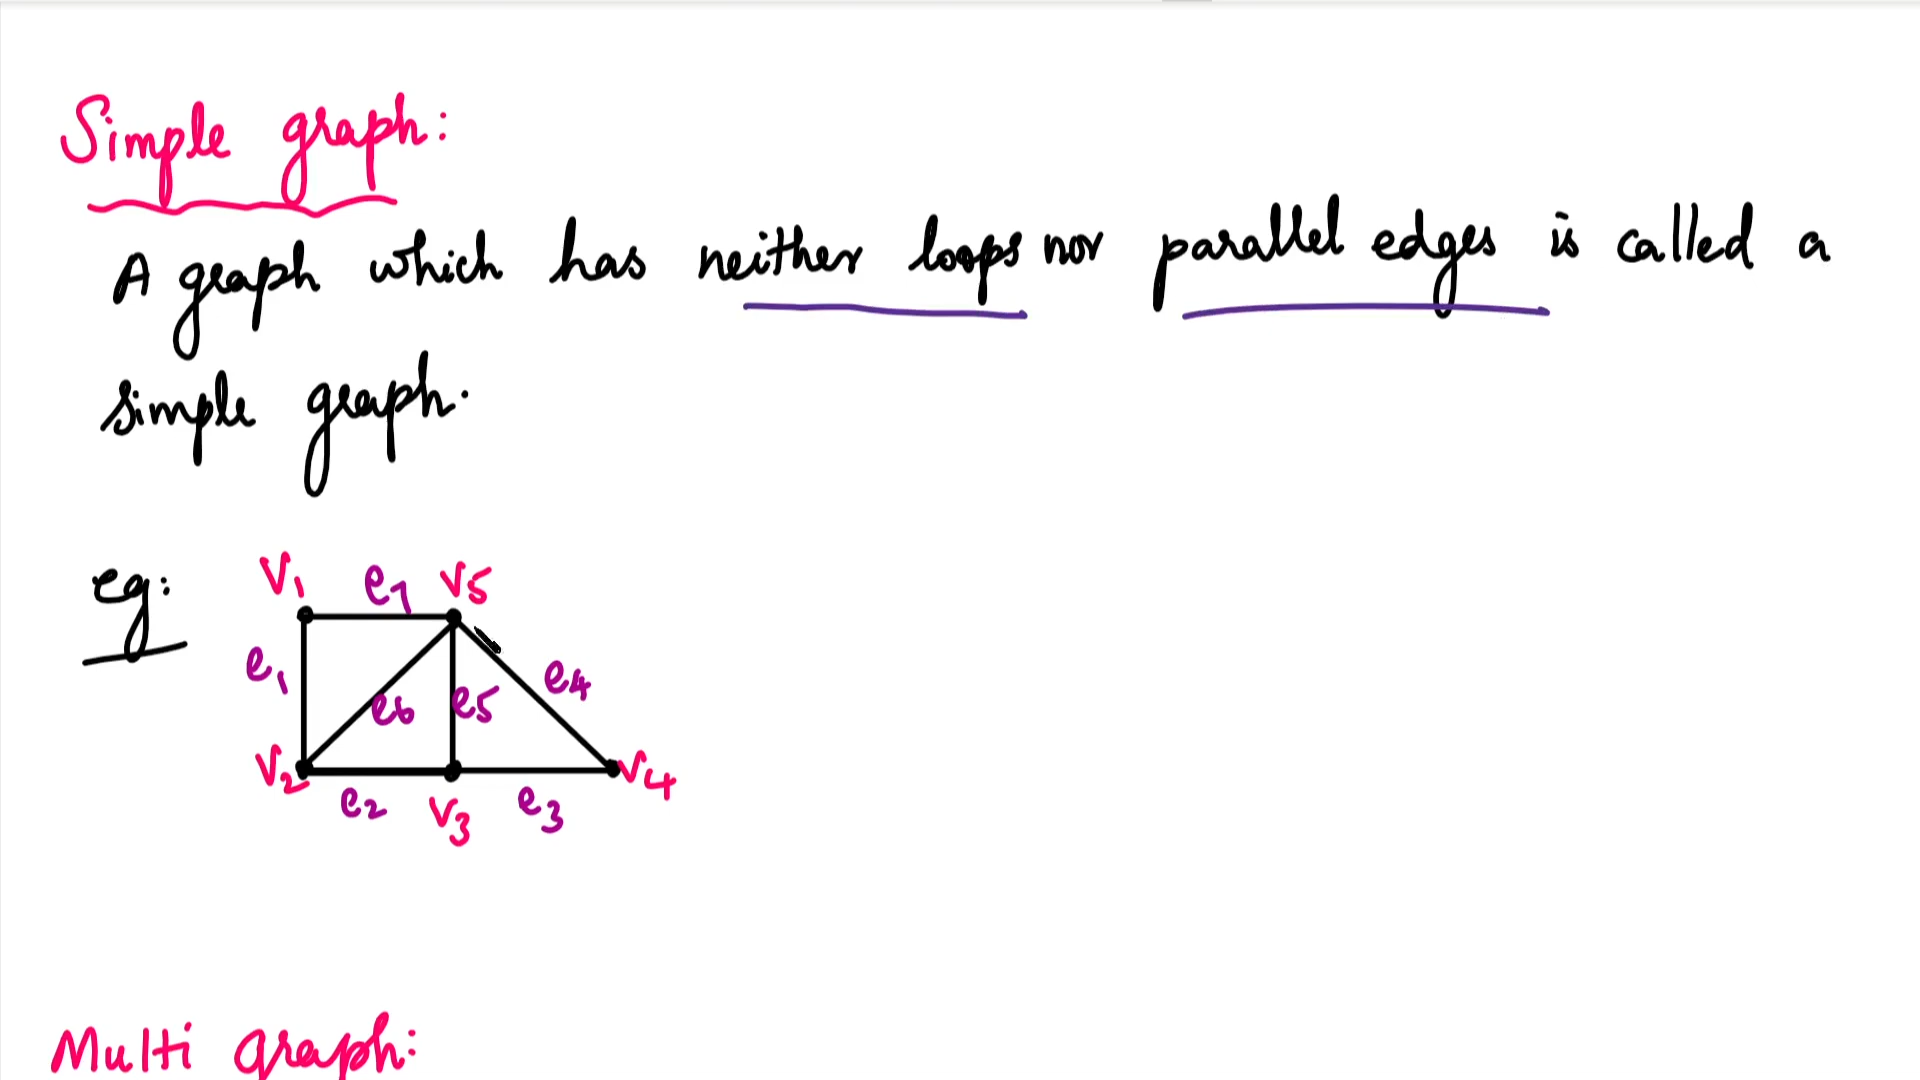 Simple graph:
A graph which has neither loops nor parallel edges is called a
simple graph.
eg:
V1 e7 V5
e1 e6 e5 e4
V2 e2 V3 e3 V4
Multi graph: